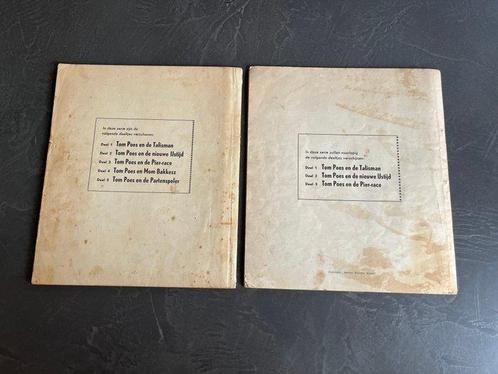 In deze serie zijn de
volgende deeltjes verschenen:
Deel 1 Tom Poes en de Talisman
Deel 2 Tom Poes en de nieuwe IJstijd
Deel 3 Tom Poes en de Pier-race
Deel 4 Tom Poes en Mom Bakkesz
Deel 5 Tom Poes en de Partenspeler
In deze serie zullen voorlopig
de volgende deeltjes verschijnen:
Deel 1 Tom Poes en de Talisman
Deel 2 Tom Poes en de nieuwe IJstijd
Deel 3 Tom Poes en de Pier-race